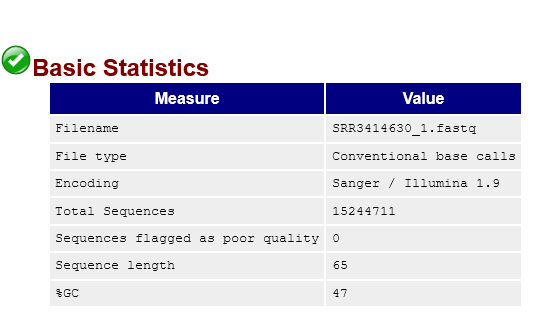 Basic Statistics
Measure Value
Filename SRR3414630_1.fastq
File type Conventional base calls
Encoding Sanger / Illumina 1.9
Total Sequences 15244711
Sequences flagged as poor quality 0
Sequence length 65
%GC 47